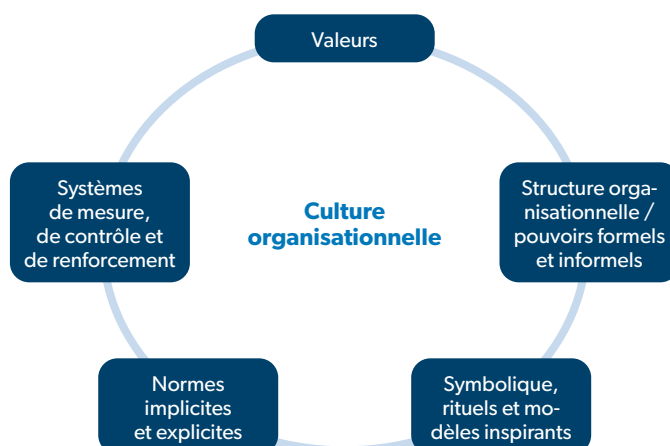 Valeurs
Systèmes
de mesure,
de contrôle et
de renforcement
Culture
organisationnelle
Structure orga-
nisationnelle /
pouvoirs formels
et informels
Normes
implicites
et explicites
Symbolique,
rituels et mo-
dèles inspirants